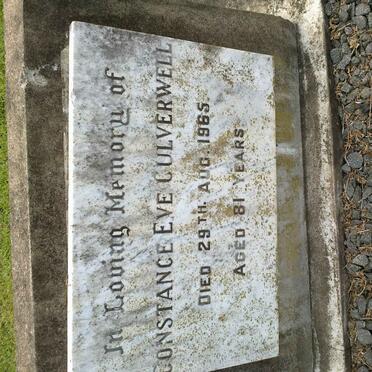 In Loving Memory of
CONSTANCE EVE CULVERWELL
DIED 29TH AUG. 1965.
AGED 81 YEARS.